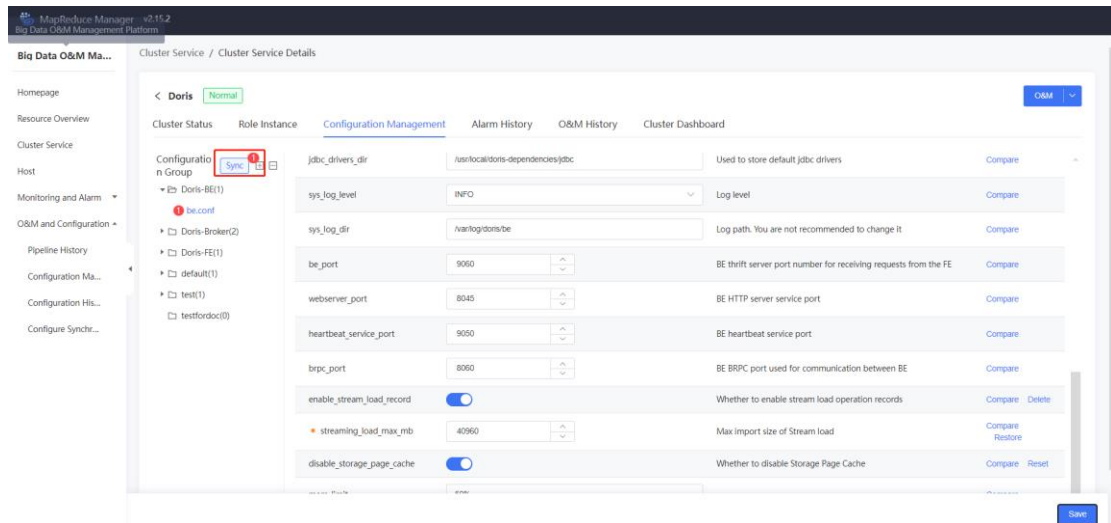 MapReduce Manager v2.15.2
Big Data O&M Management Platform
Big Data O&M Ma...
Cluster Service / Cluster Service Details
Homepage
Resource Overview
Cluster Service
Host
Monitoring and Alarm
O&M and Configuration
Pipeline History
Configuration Ma...
Configuration His...
Configure Synchr...
< Doris Normal
O&M
Cluster Status Role Instance Configuration Management Alarm History O&M History Cluster Dashboard
Configuratio
n Group
Sync 1
Doris-BE(1)
1 be.conf
Doris-Broker(2)
Doris-FE(1)
default(1)
test(1)
testfordoc(0)
jdbc_drivers_dir /usr/local/doris-dependencies/jdbc Used to store default jdbc drivers Compare
sys_log_level INFO Log level Compare
sys_log_dir /var/log/doris/be Log path. You are not recommended to change it Compare
be_port 9060 BE thrift server port number for receiving requests from the FE Compare
webserver_port 8045 BE HTTP server service port Compare
heartbeat_service_port 9050 BE heartbeat service port Compare
brpc_port 8060 BE BRPC port used for communication between BE Compare
enable_stream_load_record Whether to enable stream load operation records Compare Delete
streaming_load_max_mb 40960 Max import size of Stream load Compare
Restore
disable_storage_page_cache Whether to disable Storage Page Cache Compare Reset
Save